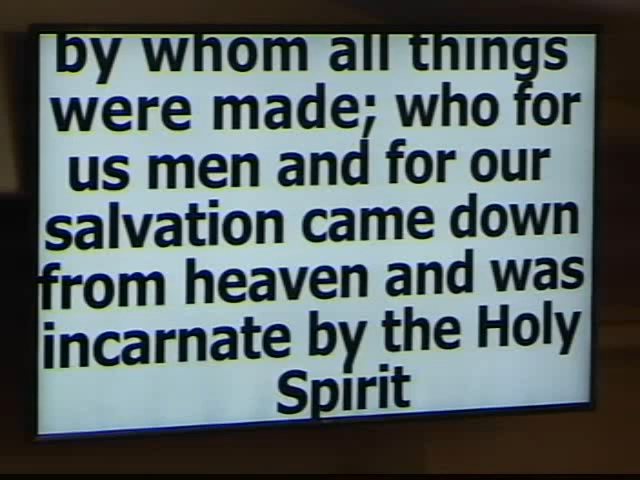 by whom all things
were made; who for
us men and for our
salvation came down
from heaven and was
incarnate by the Holy
Spirit